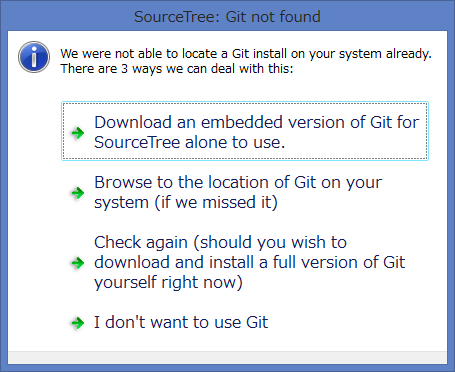 SourceTree: Git not found
We were not able to locate a Git install on your system already.
There are 3 ways we can deal with this:
Download an embedded version of Git for
SourceTree alone to use.
Browse to the location of Git on your
system (if we missed it)
Check again (should you wish to
download and install a full version of Git
yourself right now)
I don't want to use Git